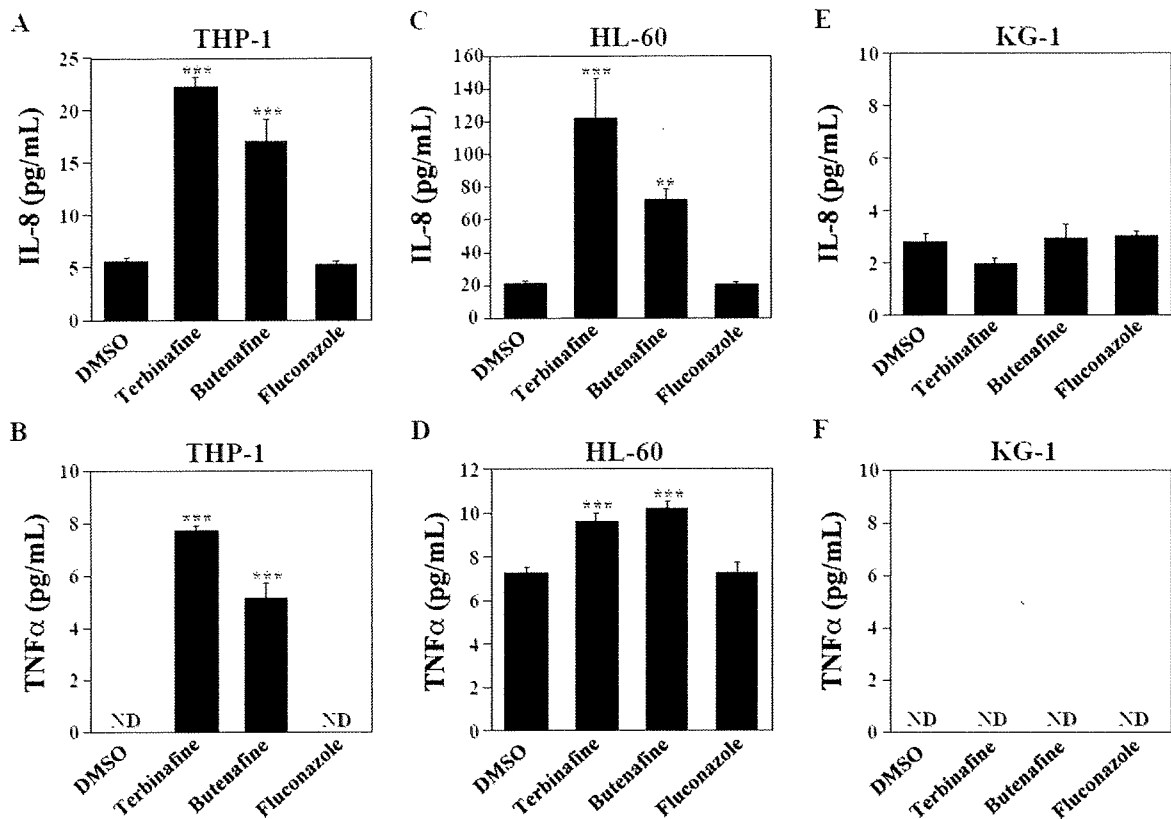 A
THP-1
IL-8 (pg/mL)
25
20
15
10
5
0
***
***
DMSO
Terbinafine
Butenafine
Fluconazole
C
HL-60
IL-8 (pg/mL)
160
140
120
100
80
60
40
20
0
***
**
DMSO
Terbinafine
Butenafine
Fluconazole
E
KG-1
IL-8 (pg/mL)
10
8
6
4
2
0
DMSO
Terbinafine
Butenafine
Fluconazole
B
THP-1
TNFα (pg/mL)
10
8
6
4
2
0
ND
***
***
ND
DMSO
Terbinafine
Butenafine
Fluconazole
D
HL-60
TNFα (pg/mL)
12
10
8
6
4
2
0
***
***
DMSO
Terbinafine
Butenafine
Fluconazole
F
KG-1
TNFα (pg/mL)
10
8
6
4
2
0
ND ND ND ND
DMSO
Terbinafine
Butenafine
Fluconazole